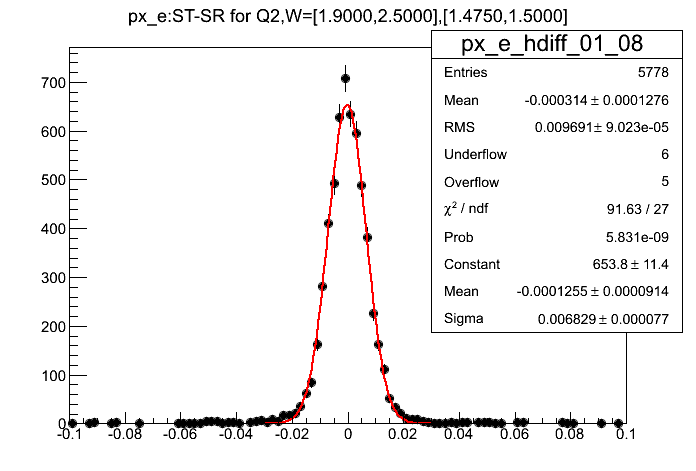 px_e:ST-SR for Q2,W=[1.9000,2.5000],[1.4750,1.5000]
px_e_hdiff_01_08
Entries 5778
Mean -0.000314 ± 0.0001276
RMS 0.009691 ± 9.023e-05
Underflow 6
Overflow 5
χ² / ndf 91.63 / 27
Prob 5.831e-09
Constant 653.8 ± 11.4
Mean -0.0001255 ± 0.0000914
Sigma 0.006829 ± 0.000077
700
600
500
400
300
200
100
0
-0.1 -0.08 -0.06 -0.04 -0.02 0 0.02 0.04 0.06 0.08 0.1